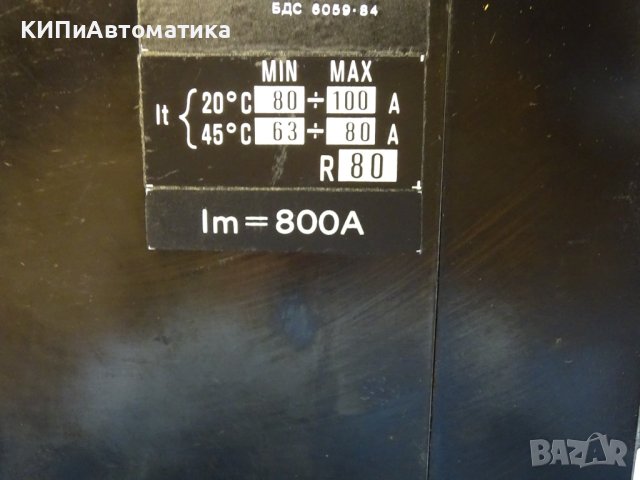 КИПиАвтоматика
БДС 6059·84
MIN MAX
It { 20°C 80 ÷ 100 A
45°C 63 ÷ 80 A
R 80
Im = 800A
BAZAR